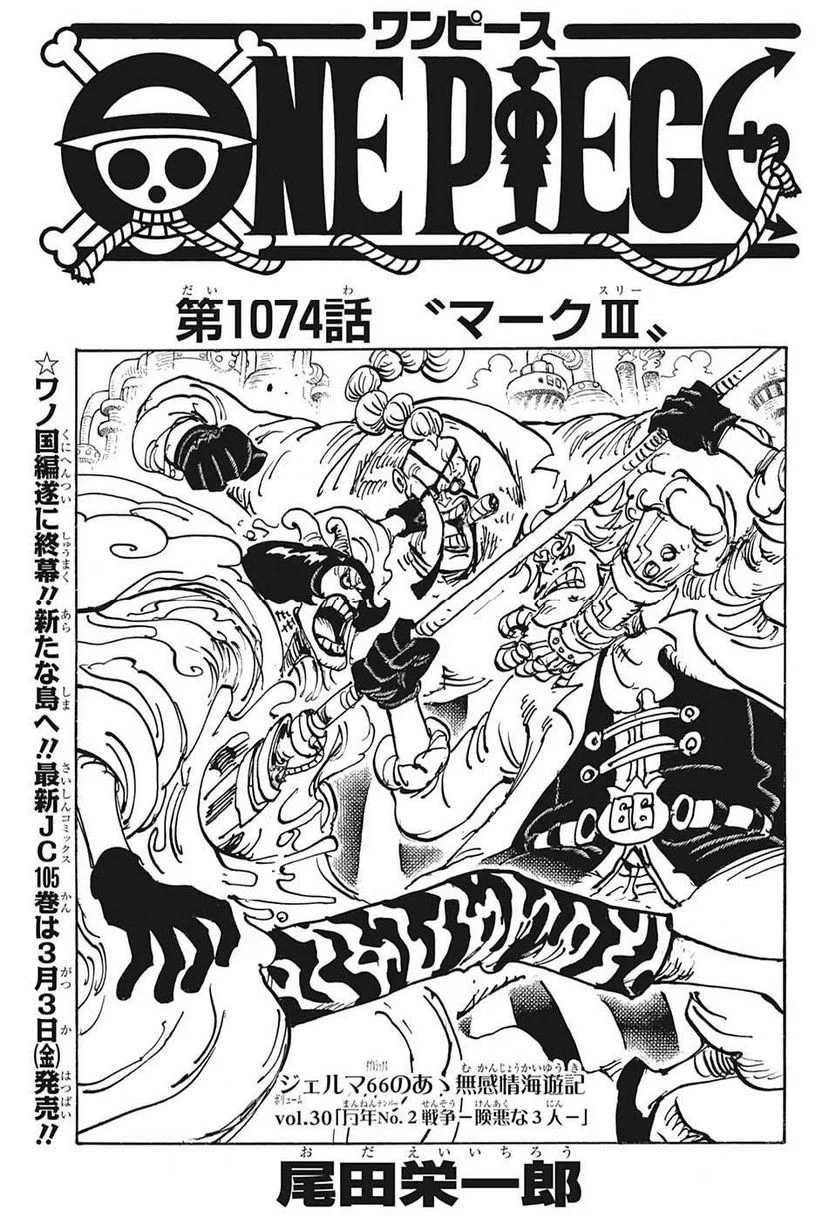 ワンピース
ONE PIECE
第1074話 〝マークⅢ〟
☆ワノ国編遂に終幕!!新たな島へ!!最新JC105巻は3月3日(金)発売!!
66
ジェルマ66のあゝ無感情海遊記
vol.30「万年No.2戦争ー険悪な3人ー」
尾田栄一郎